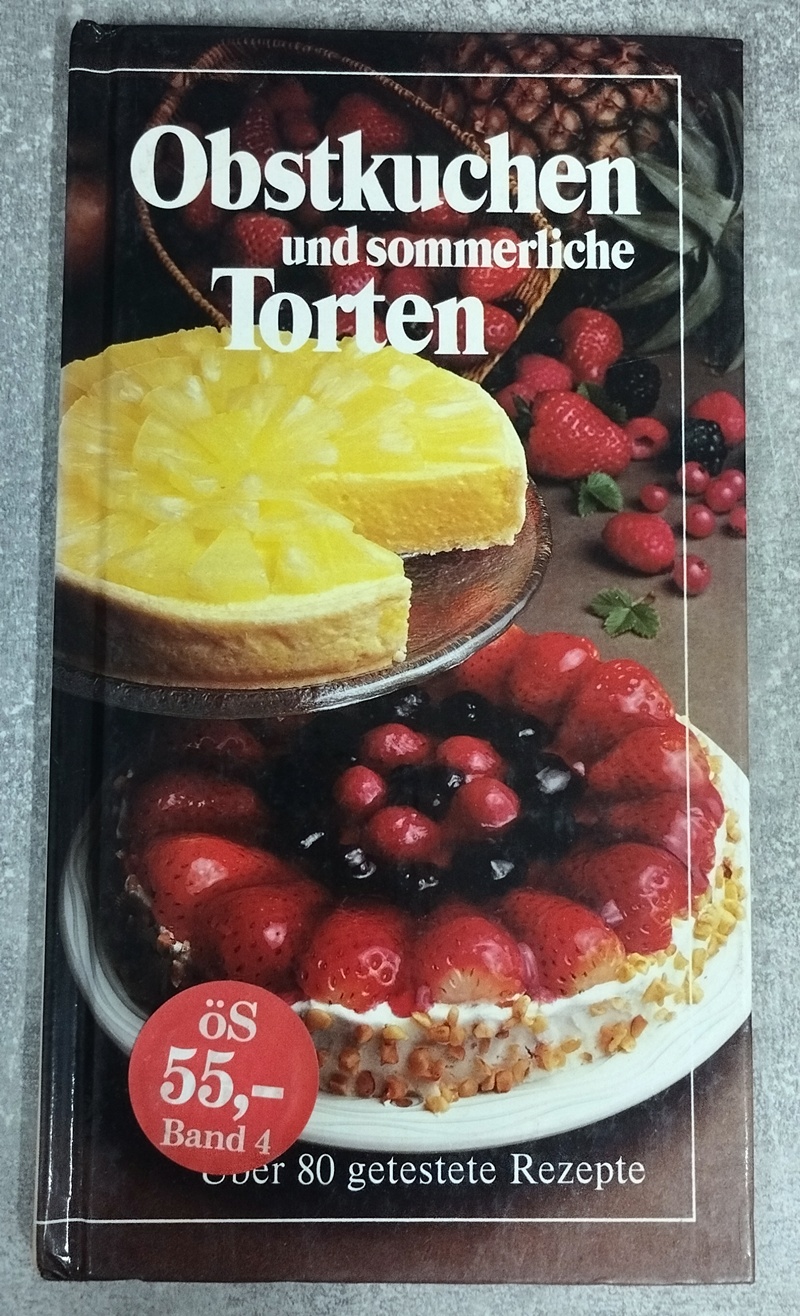 Obstkuchen
und sommerliche
Torten
öS
55,–
Band 4
Über 80 getestete Rezepte